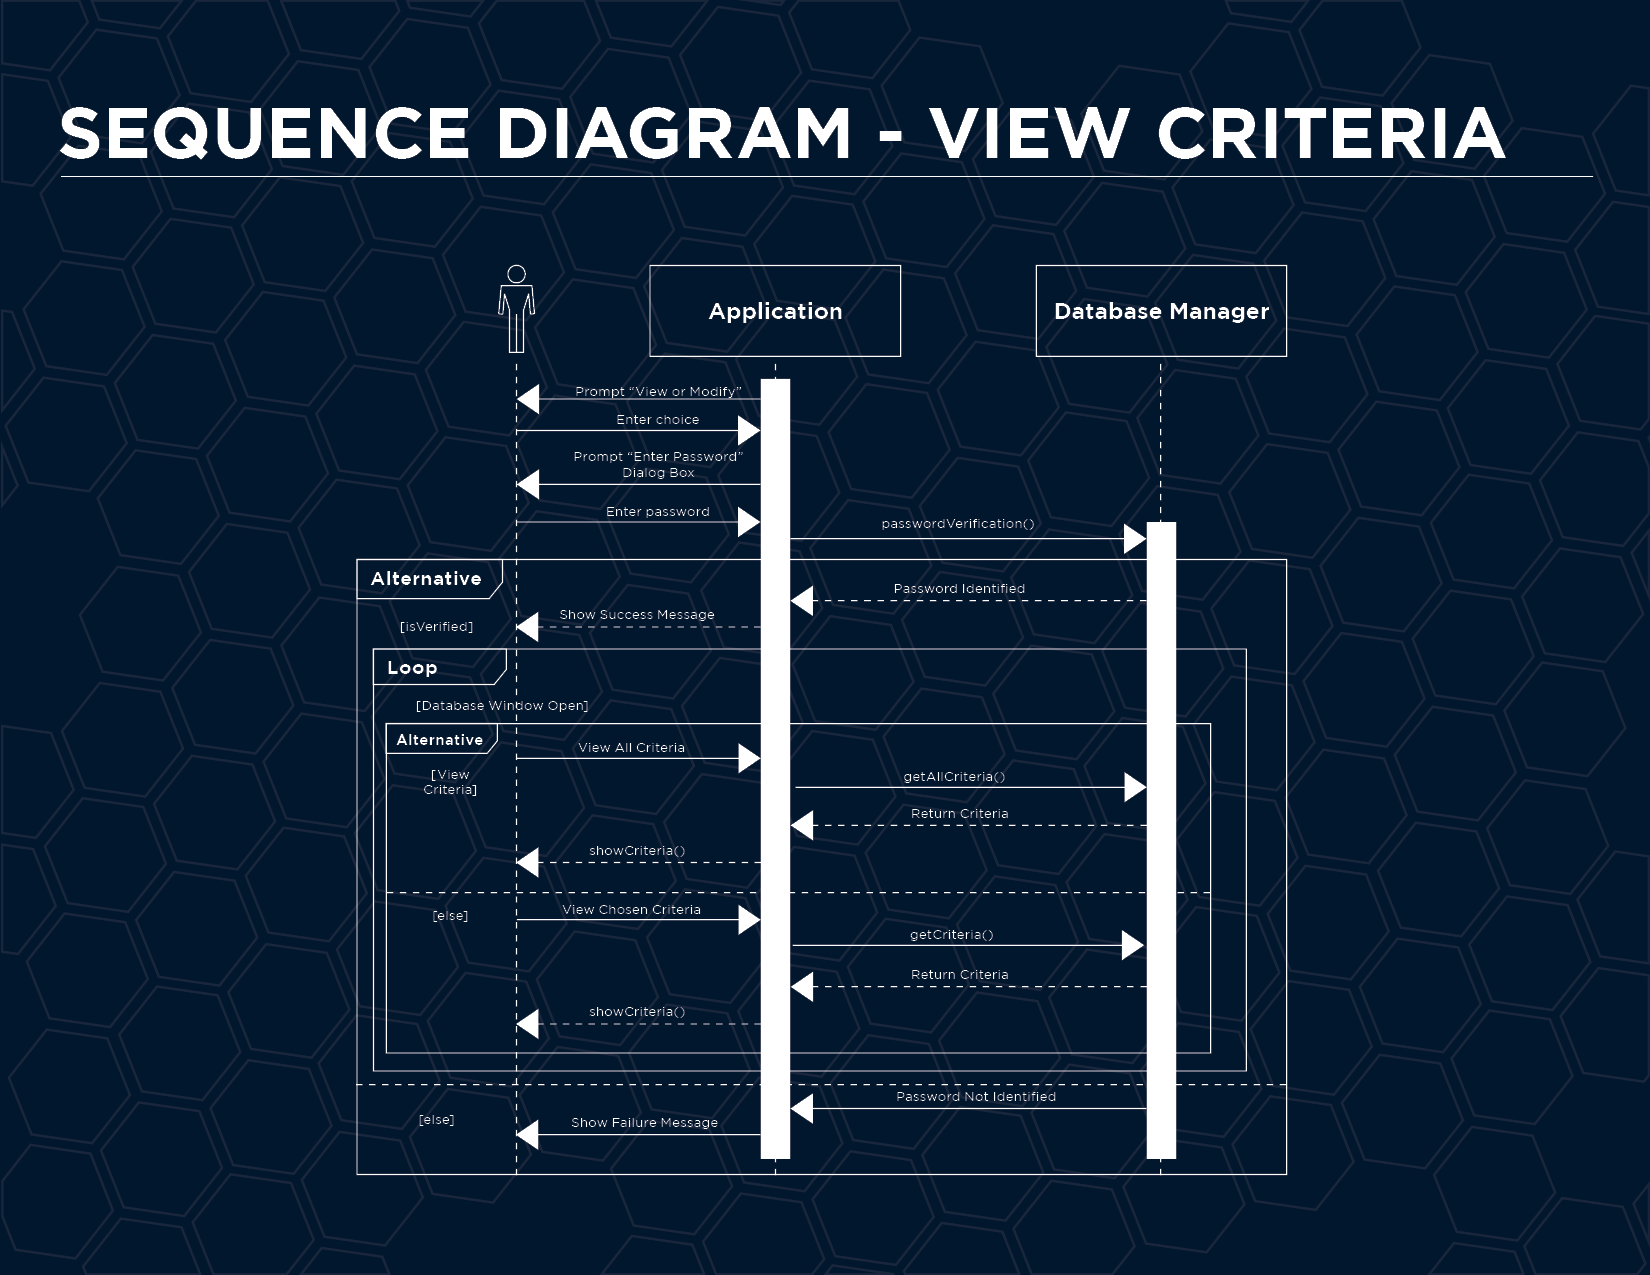 SEQUENCE DIAGRAM - VIEW CRITERIA
Application
Database Manager
Prompt “View or Modify”
Enter choice
Prompt “Enter Password”
Dialog Box
Enter password
passwordVerification()
Alternative
Password Identified
Show Success Message
[isVerified]
Loop
[Database Window Open]
Alternative
View All Criteria
[View
Criteria]
getAllCriteria()
Return Criteria
showCriteria()
[else]
View Chosen Criteria
getCriteria()
Return Criteria
showCriteria()
Password Not Identified
[else]
Show Failure Message